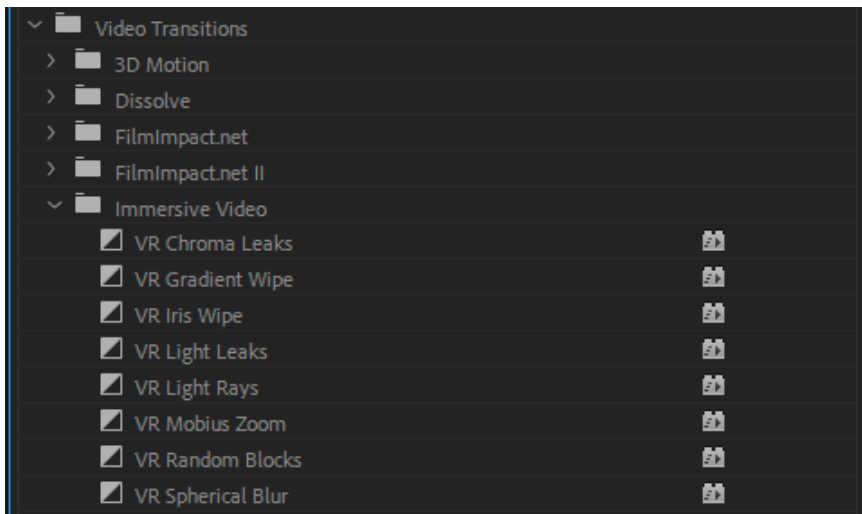 Video Transitions
3D Motion
Dissolve
FilmImpact.net
FilmImpact.net II
Immersive Video
VR Chroma Leaks
VR Gradient Wipe
VR Iris Wipe
VR Light Leaks
VR Light Rays
VR Mobius Zoom
VR Random Blocks
VR Spherical Blur